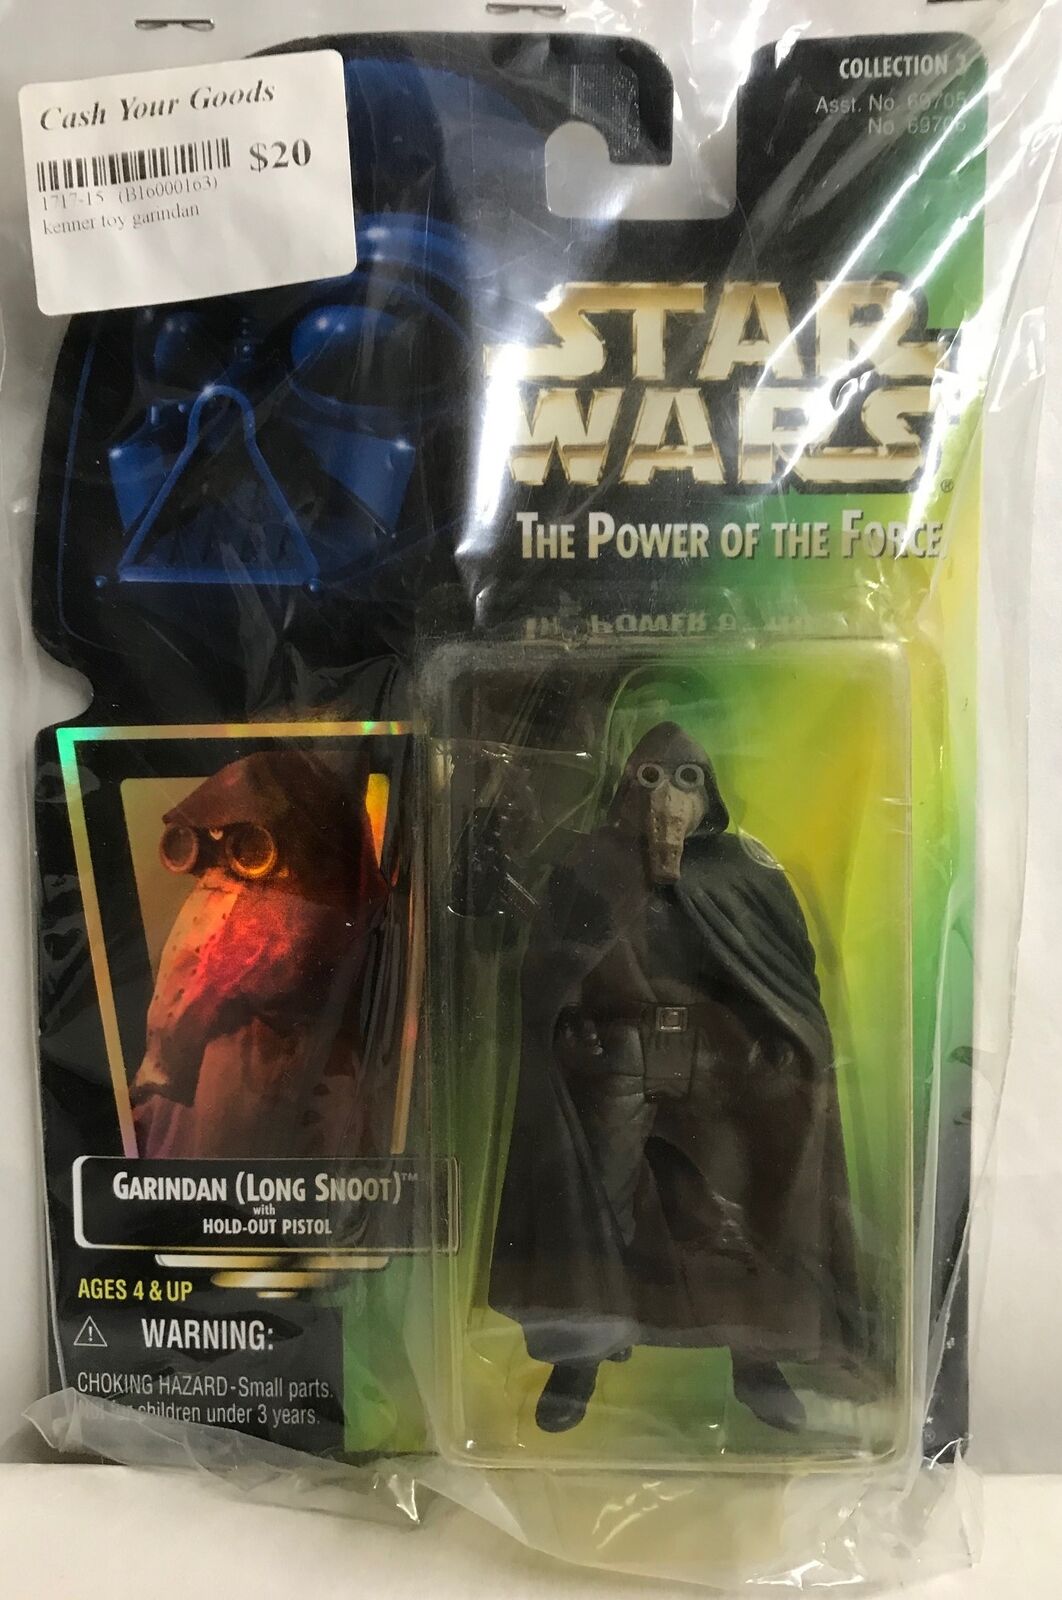 Cash Your Goods
$20
1717-15 (B16000163)
kenner toy garindan
COLLECTION 3
Asst. No. 69705
No. 69706
STAR
WARS®
THE POWER OF THE FORCE
GARINDAN (LONG SNOOT)™
with
HOLD-OUT PISTOL
AGES 4 & UP
WARNING:
CHOKING HAZARD-Small parts.
Not for children under 3 years.